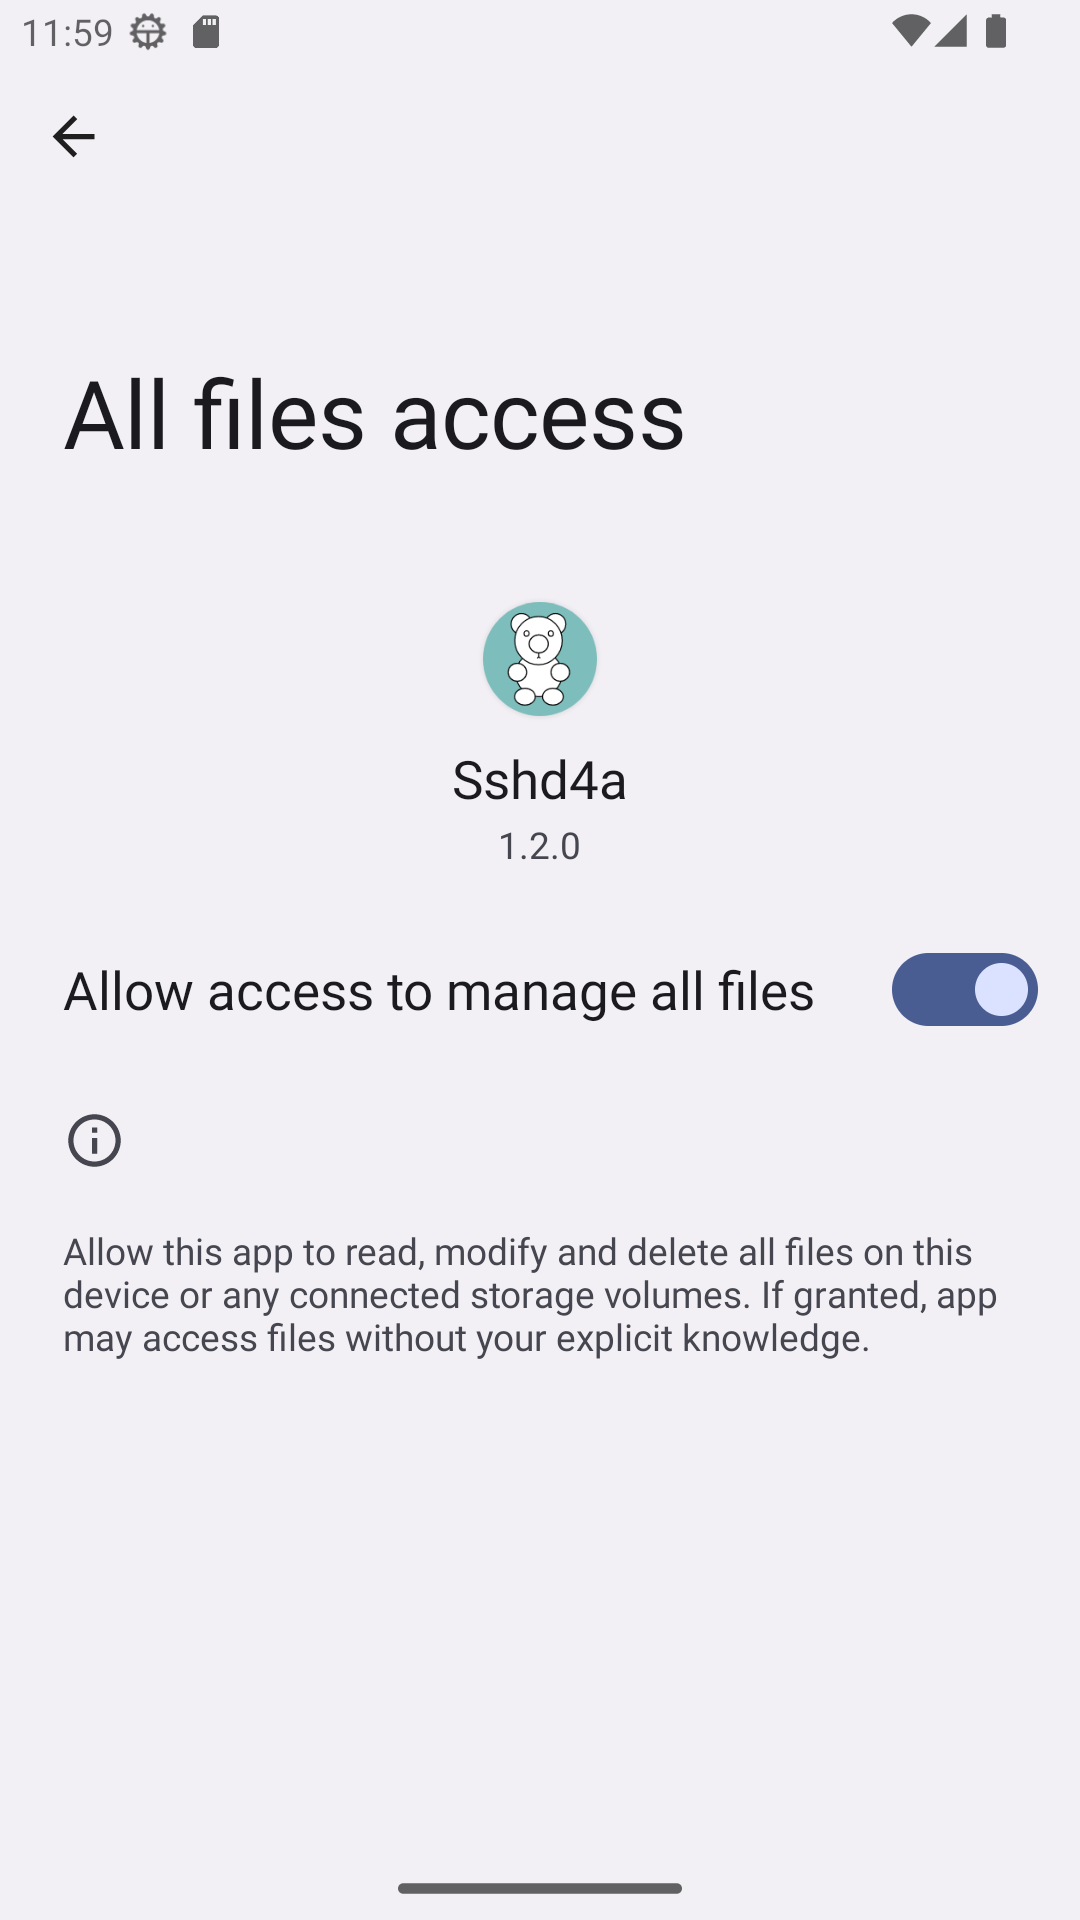 11:59
All files access
Sshd4a
1.2.0
Allow access to manage all files
Allow this app to read, modify and delete all files on this
device or any connected storage volumes. If granted, app
may access files without your explicit knowledge.